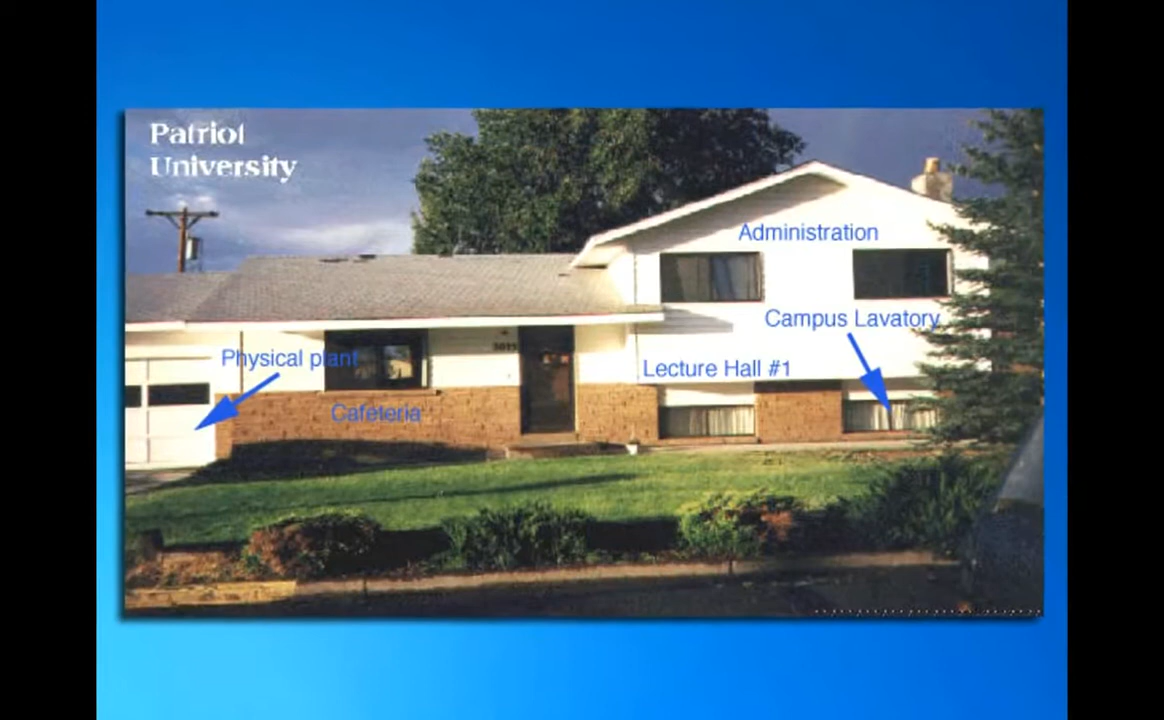 Patriot
University
Administration
Campus Lavatory
Physical plant
Lecture Hall #1
Cafeteria